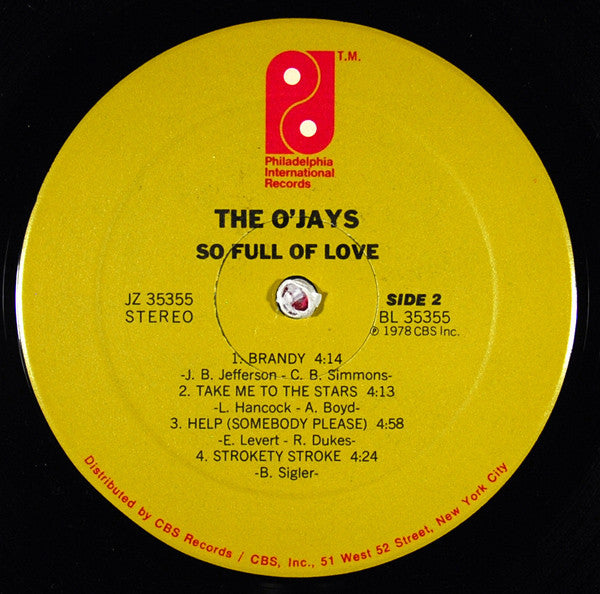 T.M.
Philadelphia
International
Records
THE O'JAYS
SO FULL OF LOVE
JZ 35355
STEREO
SIDE 2
BL 35355
℗ 1978 CBS Inc.
1. BRANDY 4:14
-J. B. Jefferson - C. B. Simmons-
2. TAKE ME TO THE STARS 4:13
-L. Hancock - A. Boyd-
3. HELP (SOMEBODY PLEASE) 4:58
-E. Levert - R. Dukes-
4. STROKETY STROKE 4:24
-B. Sigler-
Distributed by CBS Records / CBS, Inc., 51 West 52 Street, New York City